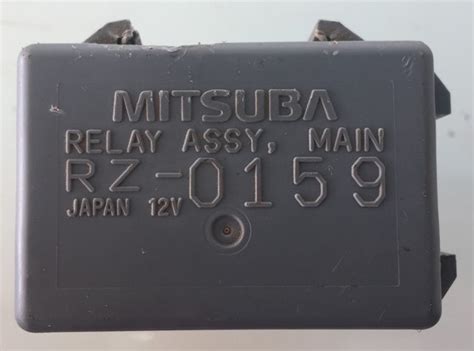 MITSUBA
RELAY ASSY, MAIN
RZ-0159
JAPAN 12V